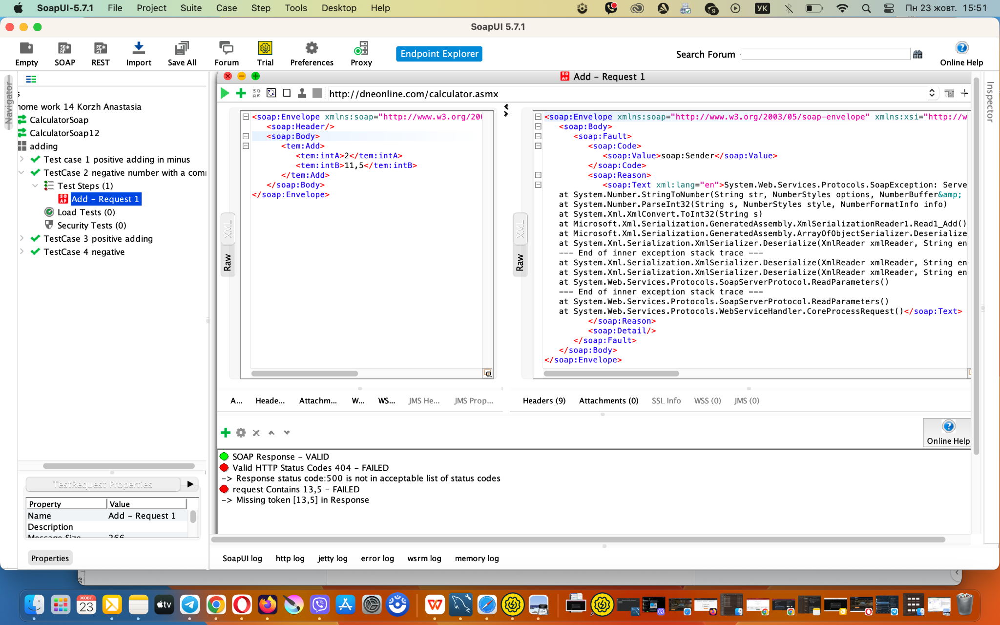 SoapUI-5.7.1 File Project Suite Case Step Tools Desktop Help 9 УК Пн 23 жовт. 15:51
SoapUI 5.7.1
Empty SOAP REST Import Save All Forum Trial Preferences Proxy Endpoint Explorer Search Forum Online Help
Navigator
s
home work 14 Korzh Anastasia
CalculatorSoap
CalculatorSoap12
adding
Test case 1 positive adding in minus
TestCase 2 negative number with a com
Test Steps (1)
Add - Request 1
Load Tests (0)
Security Tests (0)
TestCase 3 positive adding
TestCase 4 negative
TestRequest Properties
Property Value
Name Add - Request 1
Description
Message Size 266
Properties
Add - Request 1
http://dneonline.com/calculator.asmx
XML
Raw
<soap:Envelope xmlns:soap="http://www.w3.org/200
<soap:Header/>
<soap:Body>
<tem:Add>
<tem:intA>2</tem:intA>
<tem:intB>11,5</tem:intB>
</tem:Add>
</soap:Body>
</soap:Envelope>
A... Heade... Attachm... W... WS... JMS He... JMS Prop...
XML
Raw
<soap:Envelope xmlns:soap="http://www.w3.org/2003/05/soap-envelope" xmlns:xsi="http://w
<soap:Body>
<soap:Fault>
<soap:Code>
<soap:Value>soap:Sender</soap:Value>
</soap:Code>
<soap:Reason>
<soap:Text xml:lang="en">System.Web.Services.Protocols.SoapException: Serve
at System.Number.StringToNumber(String str, NumberStyles options, NumberBuffer&amp;
at System.Number.ParseInt32(String s, NumberStyles style, NumberFormatInfo info)
at System.Xml.XmlConvert.ToInt32(String s)
at Microsoft.Xml.Serialization.GeneratedAssembly.XmlSerializationReader1.Read1_Add()
at Microsoft.Xml.Serialization.GeneratedAssembly.ArrayOfObjectSerializer.Deserialize
at System.Xml.Serialization.XmlSerializer.Deserialize(XmlReader xmlReader, String en
--- End of inner exception stack trace ---
at System.Xml.Serialization.XmlSerializer.Deserialize(XmlReader xmlReader, String en
at System.Xml.Serialization.XmlSerializer.Deserialize(XmlReader xmlReader, String en
at System.Web.Services.Protocols.SoapServerProtocol.ReadParameters()
--- End of inner exception stack trace ---
at System.Web.Services.Protocols.SoapServerProtocol.ReadParameters()
at System.Web.Services.Protocols.WebServiceHandler.CoreProcessRequest()</soap:Text>
</soap:Reason>
<soap:Detail/>
</soap:Fault>
</soap:Body>
</soap:Envelope>
Headers (9) Attachments (0) SSL Info WSS (0) JMS (0)
Inspector
Online Help
SOAP Response - VALID
Valid HTTP Status Codes 404 - FAILED
-> Response status code:500 is not in acceptable list of status codes
request Contains 13,5 - FAILED
-> Missing token [13,5] in Response
SoapUI log http log jetty log error log wsrm log memory log
ЖОВТ.
23
tv